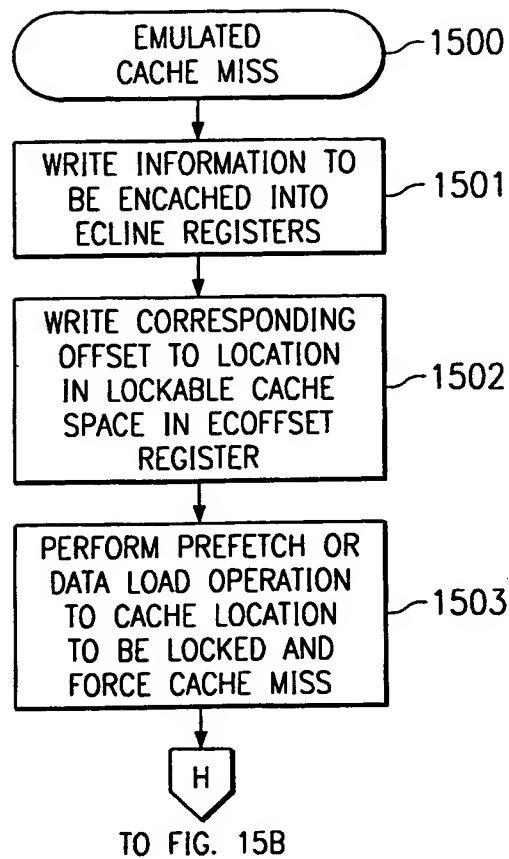 EMULATED
CACHE MISS
1500
WRITE INFORMATION TO
BE ENCACHED INTO
ECLINE REGISTERS
1501
WRITE CORRESPONDING
OFFSET TO LOCATION
IN LOCKABLE CACHE
SPACE IN ECOFFSET
REGISTER
1502
PERFORM PREFETCH OR
DATA LOAD OPERATION
TO CACHE LOCATION
TO BE LOCKED AND
FORCE CACHE MISS
1503
H
TO FIG. 15B